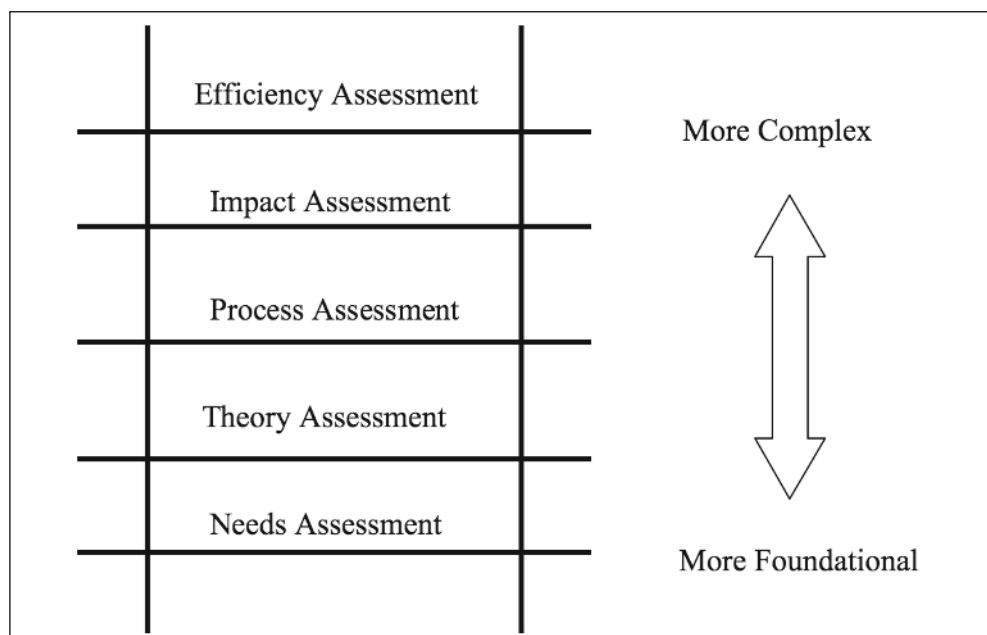 Efficiency Assessment
More Complex
Impact Assessment
Process Assessment
Theory Assessment
Needs Assessment
More Foundational